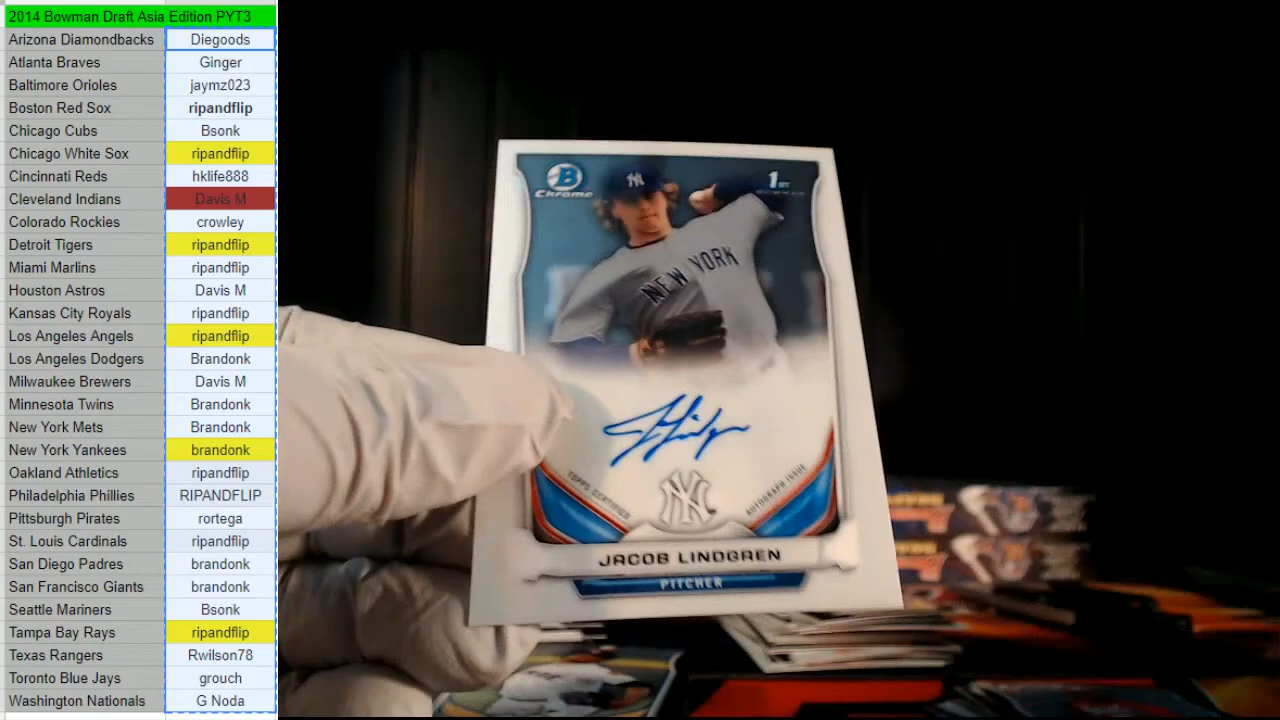 2014 Bowman Draft Asia Edition PYT3
Arizona Diamondbacks Diegoods
Atlanta Braves Ginger
Baltimore Orioles jaymz023
Boston Red Sox ripandflip
Chicago Cubs Bsonk
Chicago White Sox ripandflip
Cincinnati Reds hklife888
Cleveland Indians Davis M
Colorado Rockies crowley
Detroit Tigers ripandflip
Miami Marlins ripandflip
Houston Astros Davis M
Kansas City Royals ripandflip
Los Angeles Angels ripandflip
Los Angeles Dodgers Brandonk
Milwaukee Brewers Davis M
Minnesota Twins Brandonk
New York Mets Brandonk
New York Yankees brandonk
Oakland Athletics ripandflip
Philadelphia Phillies RIPANDFLIP
Pittsburgh Pirates rortega
St. Louis Cardinals ripandflip
San Diego Padres brandonk
San Francisco Giants brandonk
Seattle Mariners Bsonk
Tampa Bay Rays ripandflip
Texas Rangers Rwilson78
Toronto Blue Jays grouch
Washington Nationals G Noda
B
Chrome
1ST
NY
NEW YORK
TOPPS CERTIFIED
AUTOGRAPH ISSUE
NY
JACOB LINDGREN
PITCHER